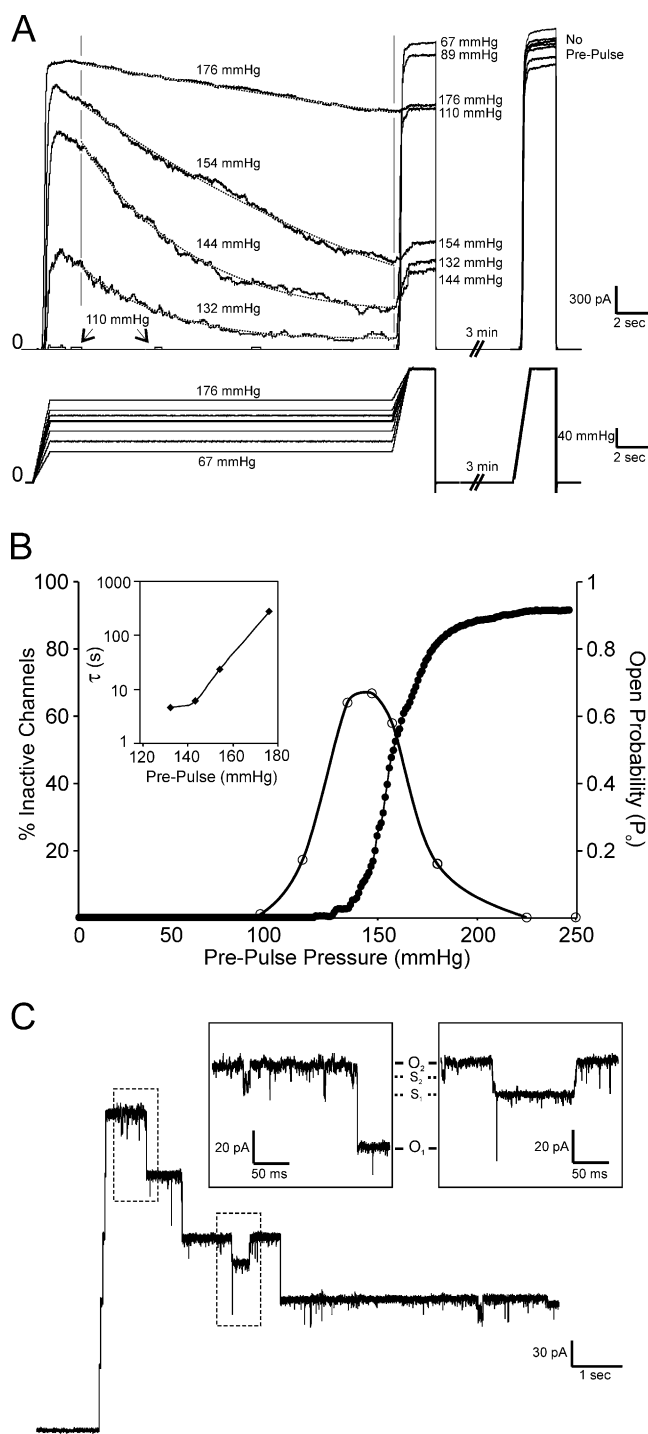 A
176 mmHg
154 mmHg
144 mmHg
132 mmHg
110 mmHg
0
67 mmHg
89 mmHg
176 mmHg
110 mmHg
154 mmHg
132 mmHg
144 mmHg
No
Pre-Pulse
3 min
300 pA
2 sec
176 mmHg
67 mmHg
0
3 min
40 mmHg
2 sec
B
% Inactive Channels
100
80
60
40
20
0 50 100 150 200 250
Pre-Pulse Pressure (mmHg)
1
0.8
0.6
0.4
0.2
Open Probability (Po)
τ (s)
1000
100
10
1
120 140 160 180
Pre-Pulse (mmHg)
C
O2
S2
S1
O1
20 pA
50 ms
20 pA
50 ms
30 pA
1 sec